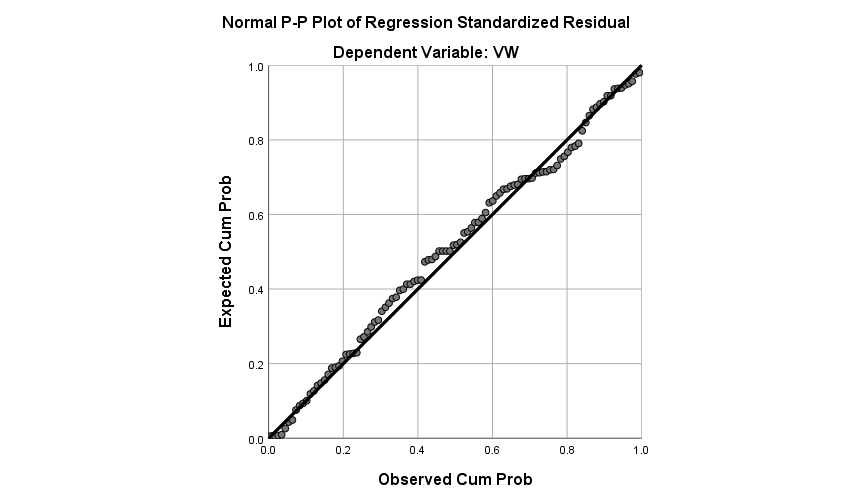 Normal P-P Plot of Regression Standardized Residual
Dependent Variable: VW
1.0
0.8
0.6
0.4
0.2
0.0
Expected Cum Prob
0.0 0.2 0.4 0.6 0.8 1.0
Observed Cum Prob